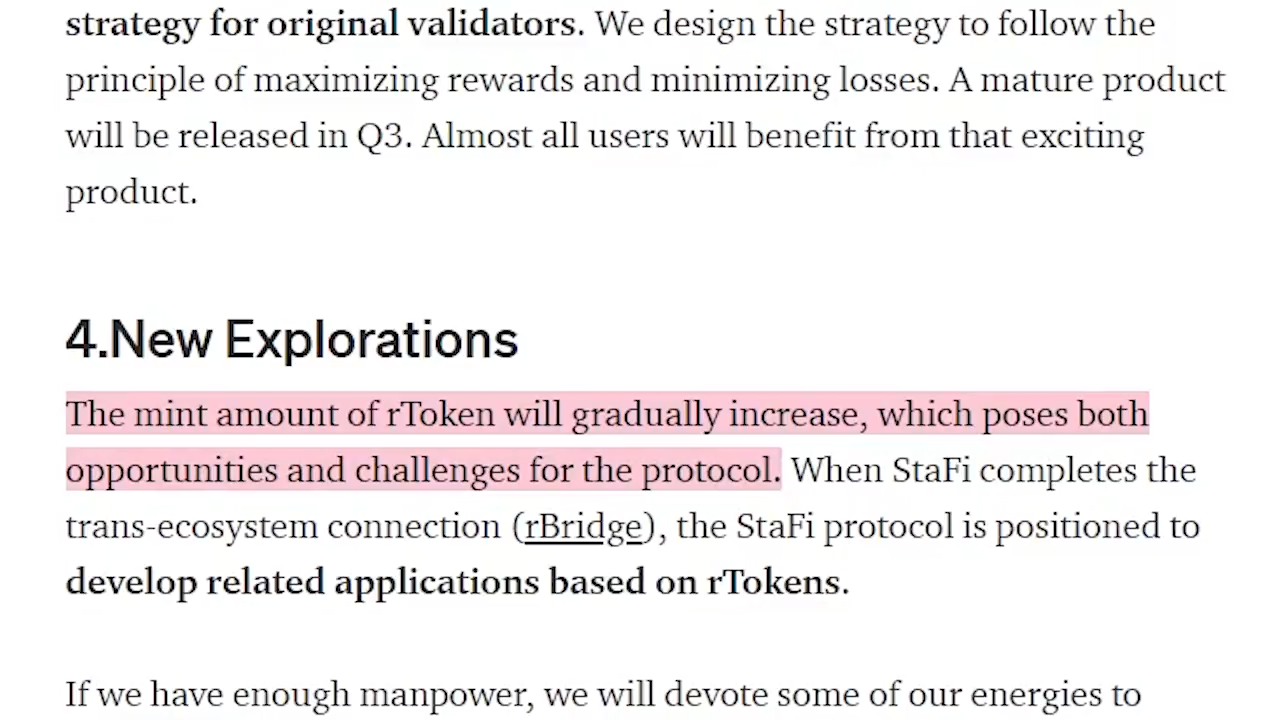 strategy for original validators. We design the strategy to follow the
principle of maximizing rewards and minimizing losses. A mature product
will be released in Q3. Almost all users will benefit from that exciting
product.
4.New Explorations
The mint amount of rToken will gradually increase, which poses both
opportunities and challenges for the protocol. When StaFi completes the
trans-ecosystem connection (rBridge), the StaFi protocol is positioned to
develop related applications based on rTokens.
If we have enough manpower, we will devote some of our energies to